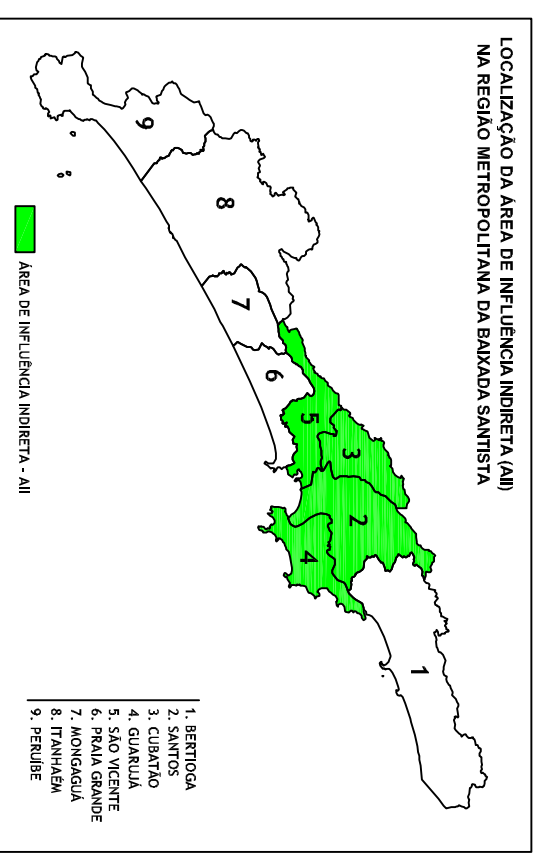 LOCALIZAÇÃO DA ÁREA DE INFLUÊNCIA INDIRETA (AII)
NA REGIÃO METROPOLITANA DA BAIXADA SANTISTA
9
8
7
6
5
3
2
4
1
ÁREA DE INFLUÊNCIA INDIRETA - AII
1. BERTIOGA
2. SANTOS
3. CUBATÃO
4. GUARUJÁ
5. SÃO VICENTE
6. PRAIA GRANDE
7. MONGAGUÁ
8. ITANHAÉM
9. PERUÍBE